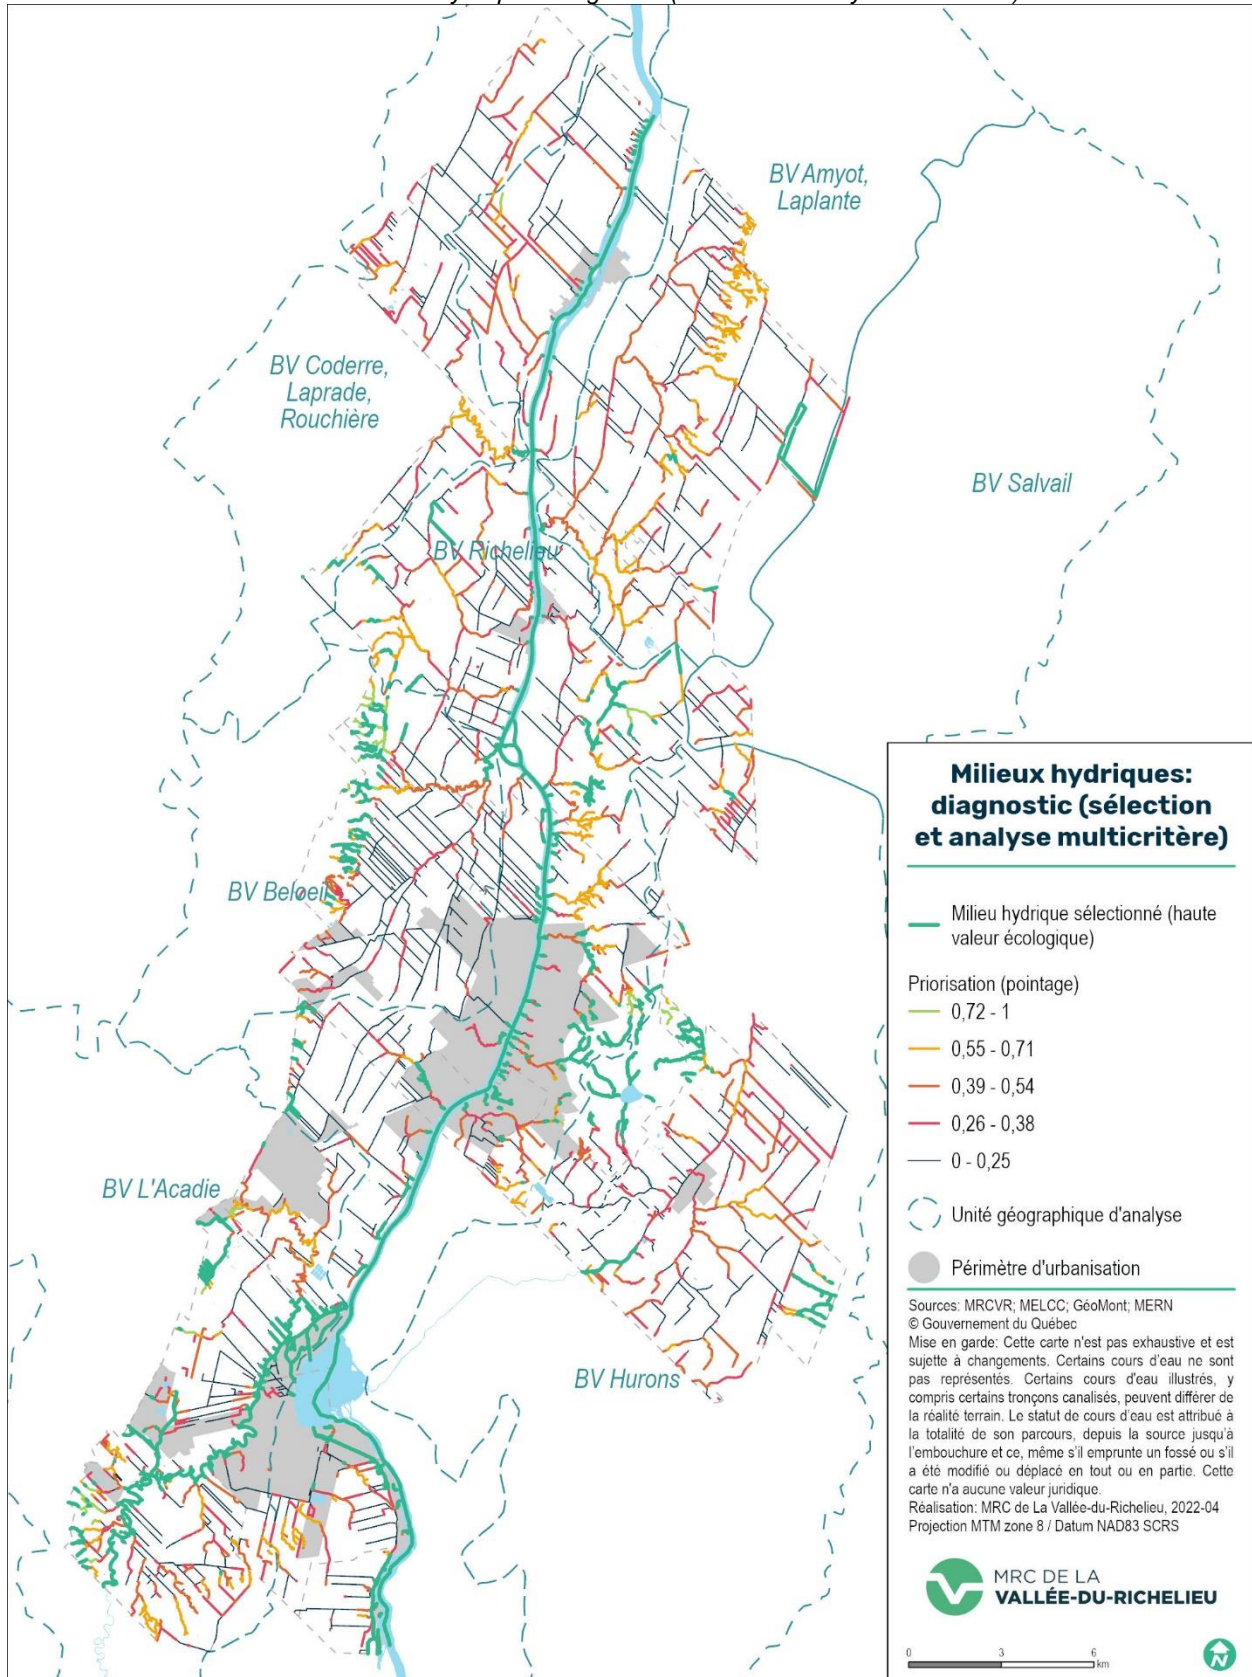 BV Amyot,
Laplante
BV Coderre,
Laprade,
Rouchière
BV Salvail
BV Richelieu
BV Beloeil
BV L'Acadie
BV Hurons
Milieux hydriques:
diagnostic (sélection
et analyse multicritère)
Milieu hydrique sélectionné (haute
valeur écologique)
Priorisation (pointage)
0,72 - 1
0,55 - 0,71
0,39 - 0,54
0,26 - 0,38
0 - 0,25
Unité géographique d'analyse
Périmètre d'urbanisation
Sources: MRCVR; MELCC; GéoMont; MERN
© Gouvernement du Québec
Mise en garde: Cette carte n'est pas exhaustive et est
sujette à changements. Certains cours d'eau ne sont
pas représentés. Certains cours d'eau illustrés, y
compris certains tronçons canalisés, peuvent différer de
la réalité terrain. Le statut de cours d'eau est attribué à
la totalité de son parcours, depuis la source jusqu'à
l'embouchure et ce, même s'il emprunte un fossé ou s'il
a été modifié ou déplacé en tout ou en partie. Cette
carte n'a aucune valeur juridique.
Réalisation: MRC de La Vallée-du-Richelieu, 2022-04
Projection MTM zone 8 / Datum NAD83 SCRS
MRC DE LA
VALLÉE-DU-RICHELIEU
0 3 6
km
N